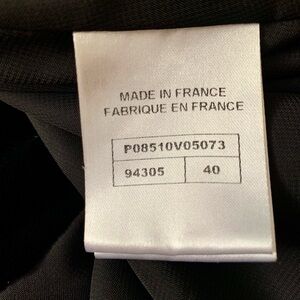 MADE IN FRANCE
FABRIQUE EN FRANCE
P08510V05073
94305 40